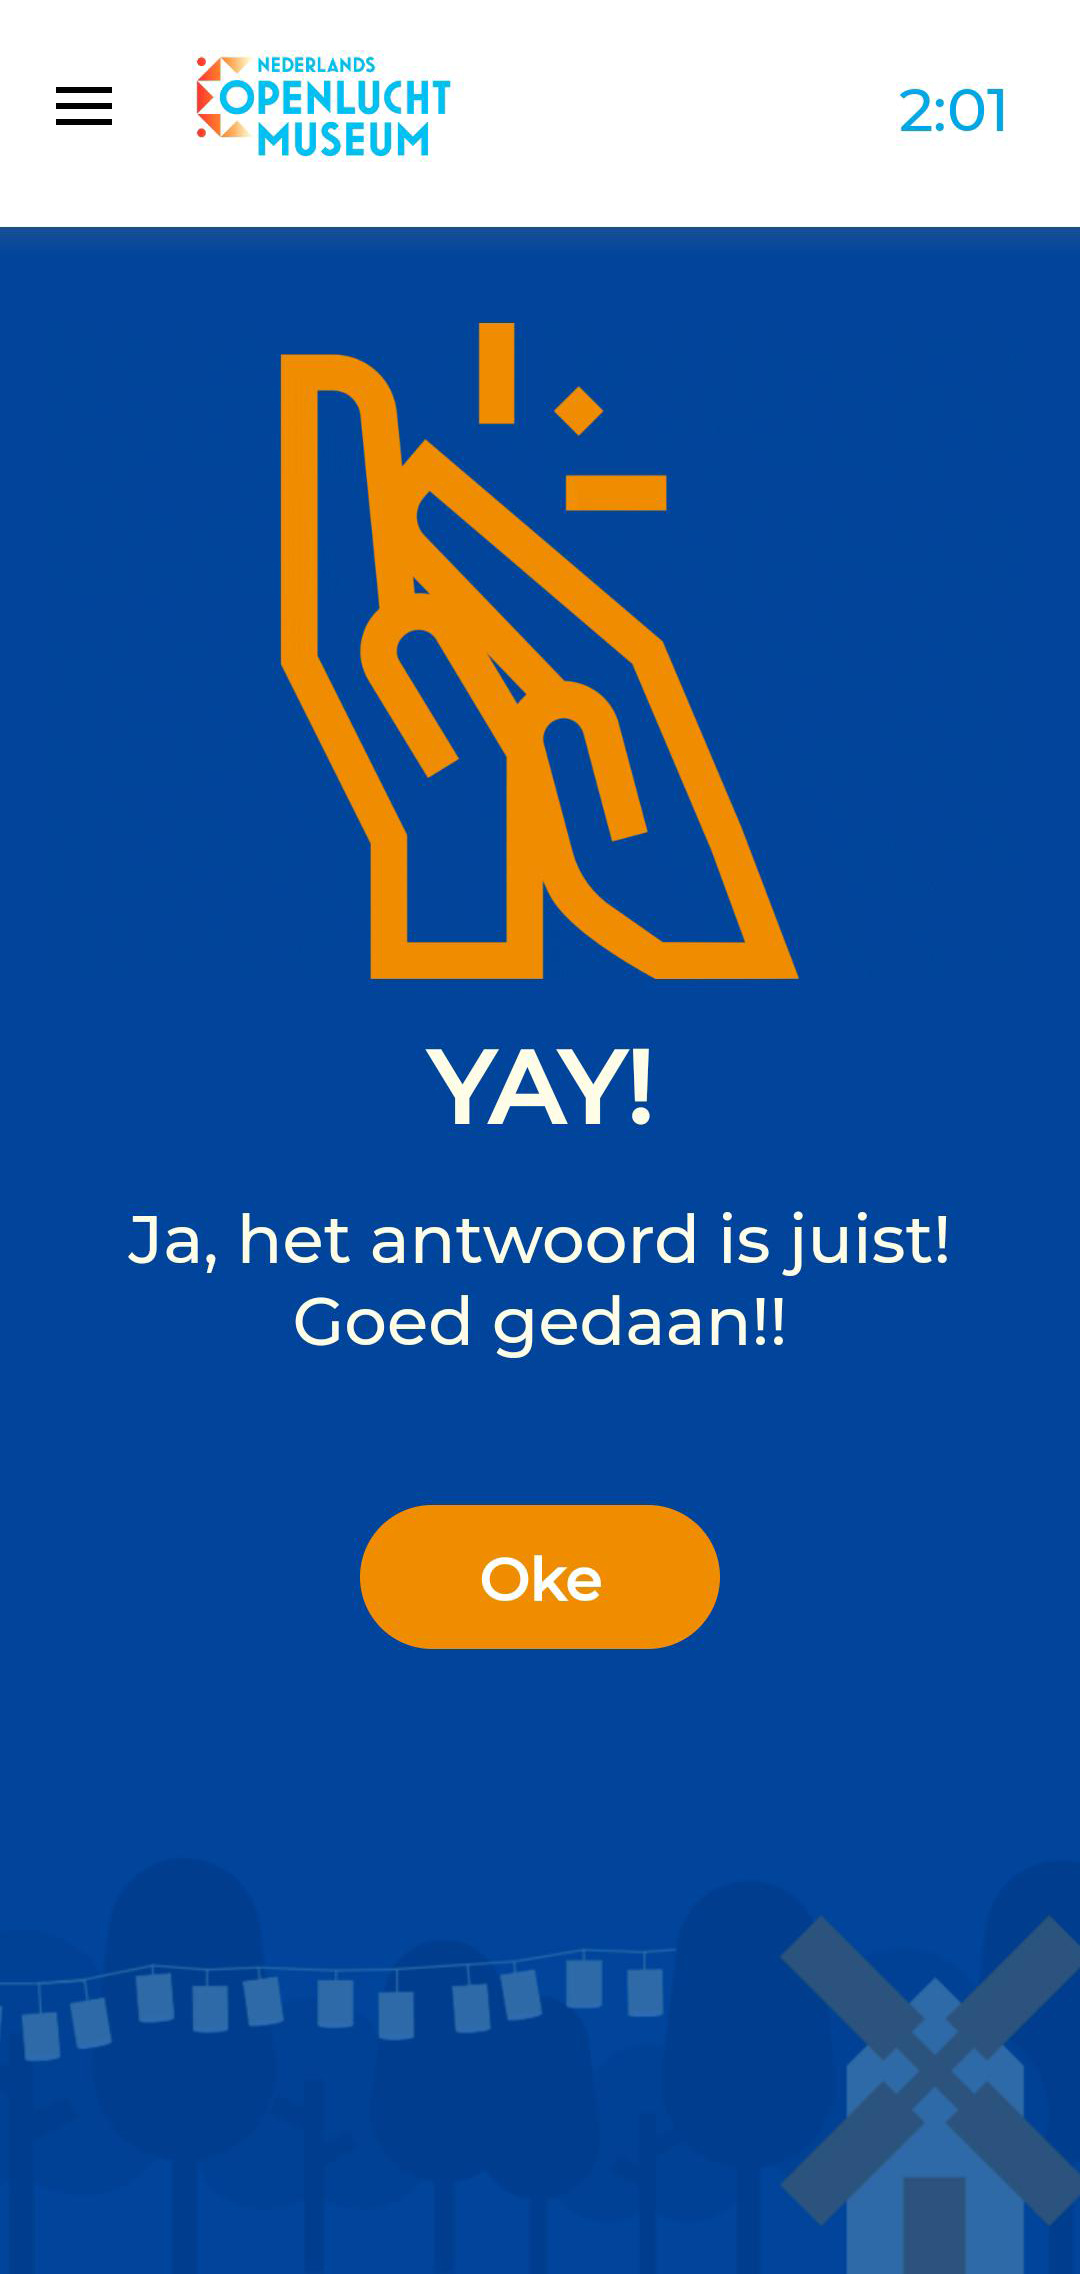 NEDERLANDS
OPENLUCHT
MUSEUM
2:01
YAY!
Ja, het antwoord is juist!
Goed gedaan!!
Oke